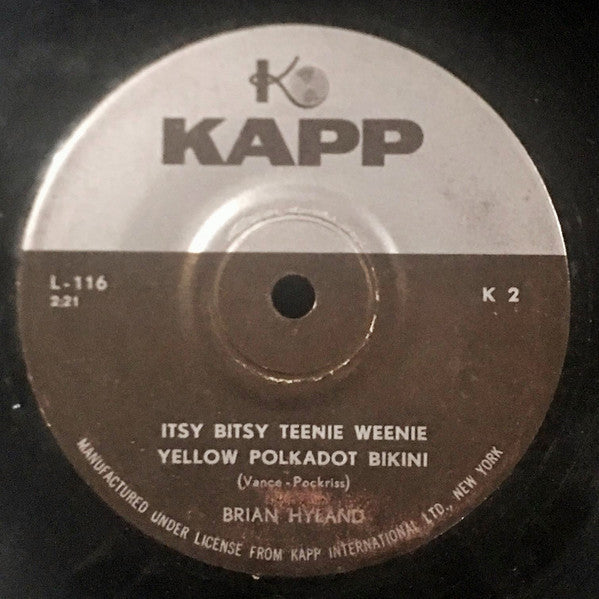 K
KAPP
L-116
2:21
K 2
ITSY BITSY TEENIE WEENIE
YELLOW POLKADOT BIKINI
(Vance - Pockriss)
BRIAN HYLAND
MANUFACTURED UNDER LICENSE FROM KAPP INTERNATIONAL LTD., NEW YORK